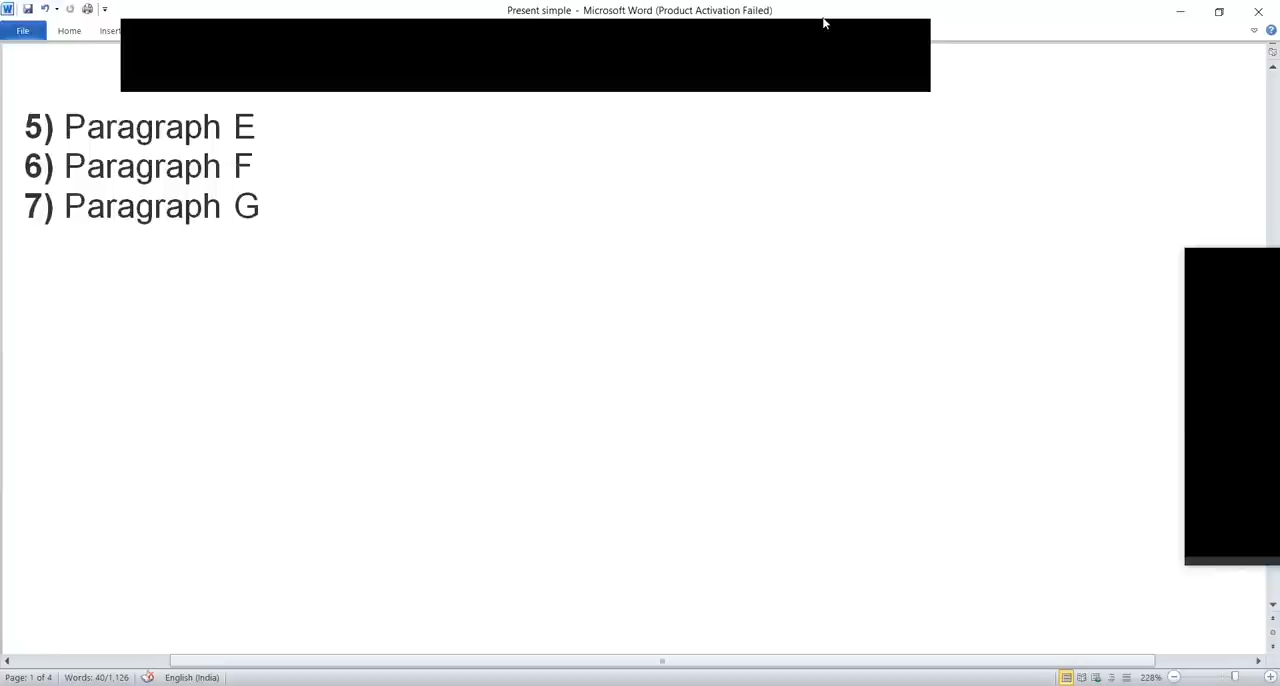 Present simple - Microsoft Word (Product Activation Failed)
File Home Insert
5) Paragraph E
6) Paragraph F
7) Paragraph G
Page: 1 of 4 Words: 40/1,126 English (India) 228%